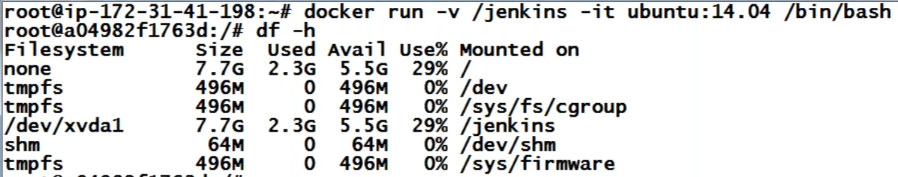 root@ip-172-31-41-198:~# docker run -v /jenkins -it ubuntu:14.04 /bin/bash
root@a04982f1763d:/# df -h
Filesystem      Size  Used Avail Use% Mounted on
none            7.7G  2.3G  5.5G  29% /
tmpfs           496M     0  496M   0% /dev
tmpfs           496M     0  496M   0% /sys/fs/cgroup
/dev/xvda1      7.7G  2.3G  5.5G  29% /jenkins
shm              64M     0   64M   0% /dev/shm
tmpfs           496M     0  496M   0% /sys/firmware